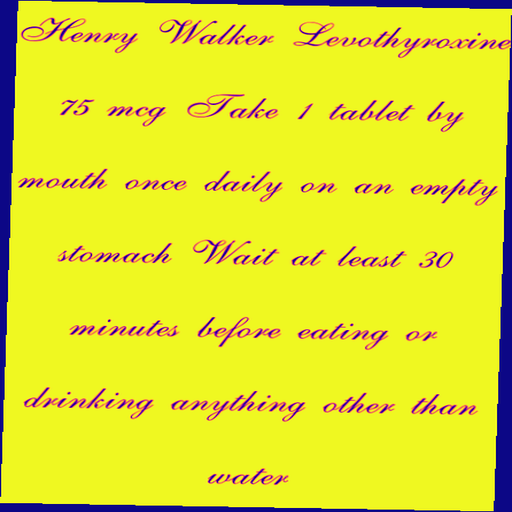 Henry Walker Levothyroxine
75 mcg Take 1 tablet by
mouth once daily on an empty
stomach Wait at least 30
minutes before eating or
drinking anything other than
water